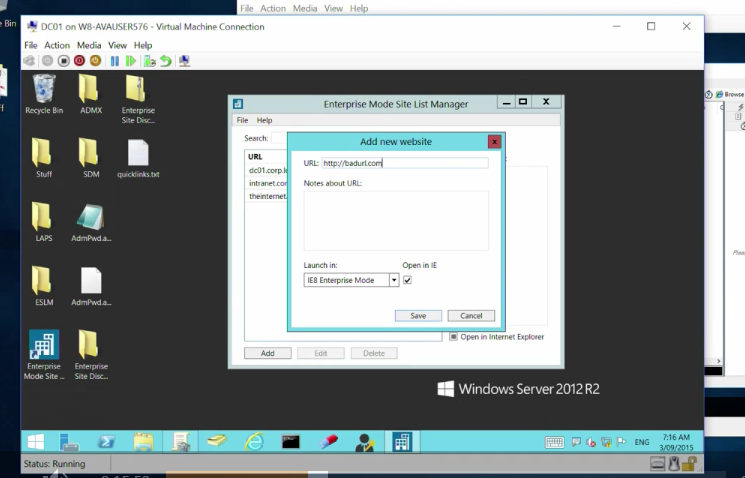 File Action Media View Help
e Bin
DC01 on W8-AVAUSER576 - Virtual Machine Connection
File Action Media View Help
Browse
Recycle Bin
ADMX
Enterprise
Site Disc...
Enterprise Mode Site List Manager
X
File Help
Search:
Add new website
x
URL
URL: http://badurl.com
dc01.corp.lo
Notes about URL:
intranet.cor
theinternet.
Stuff
SDM
quicklinks.txt
LAPS
AdmPwd.a...
Launch in:
Open in IE
IE8 Enterprise Mode
ESLM
AdmPwd.a...
Save
Cancel
Open in Internet Explorer
Add
Edit
Delete
Enterprise
Mode Site ...
Enterprise
Site Disc...
Windows Server 2012 R2
ENG
7:16 AM
3/09/2015
Status: Running